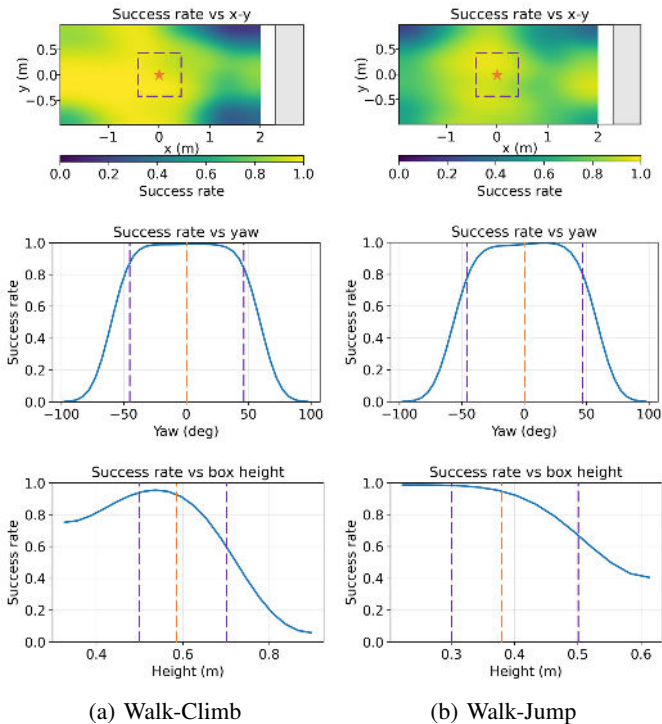 Success rate vs x-y
0.5
0.0
−0.5
y (m)
−1 0 1 2
x (m)
0.0 0.2 0.4 0.6 0.8 1.0
Success rate
Success rate vs x-y
0.5
0.0
−0.5
y (m)
−1 0 1 2
x (m)
0.0 0.2 0.4 0.6 0.8 1.0
Success rate
Success rate vs yaw
1.0
0.8
0.6
0.4
0.2
0.0
Success rate
−100 −50 0 50 100
Yaw (deg)
Success rate vs yaw
1.0
0.8
0.6
0.4
0.2
0.0
Success rate
−100 −50 0 50 100
Yaw (deg)
Success rate vs box height
1.0
0.8
0.6
0.4
0.2
0.0
Success rate
0.4 0.6 0.8
Height (m)
Success rate vs box height
1.0
0.8
0.6
0.4
0.2
0.0
Success rate
0.3 0.4 0.5 0.6
Height (m)
(a) Walk-Climb
(b) Walk-Jump